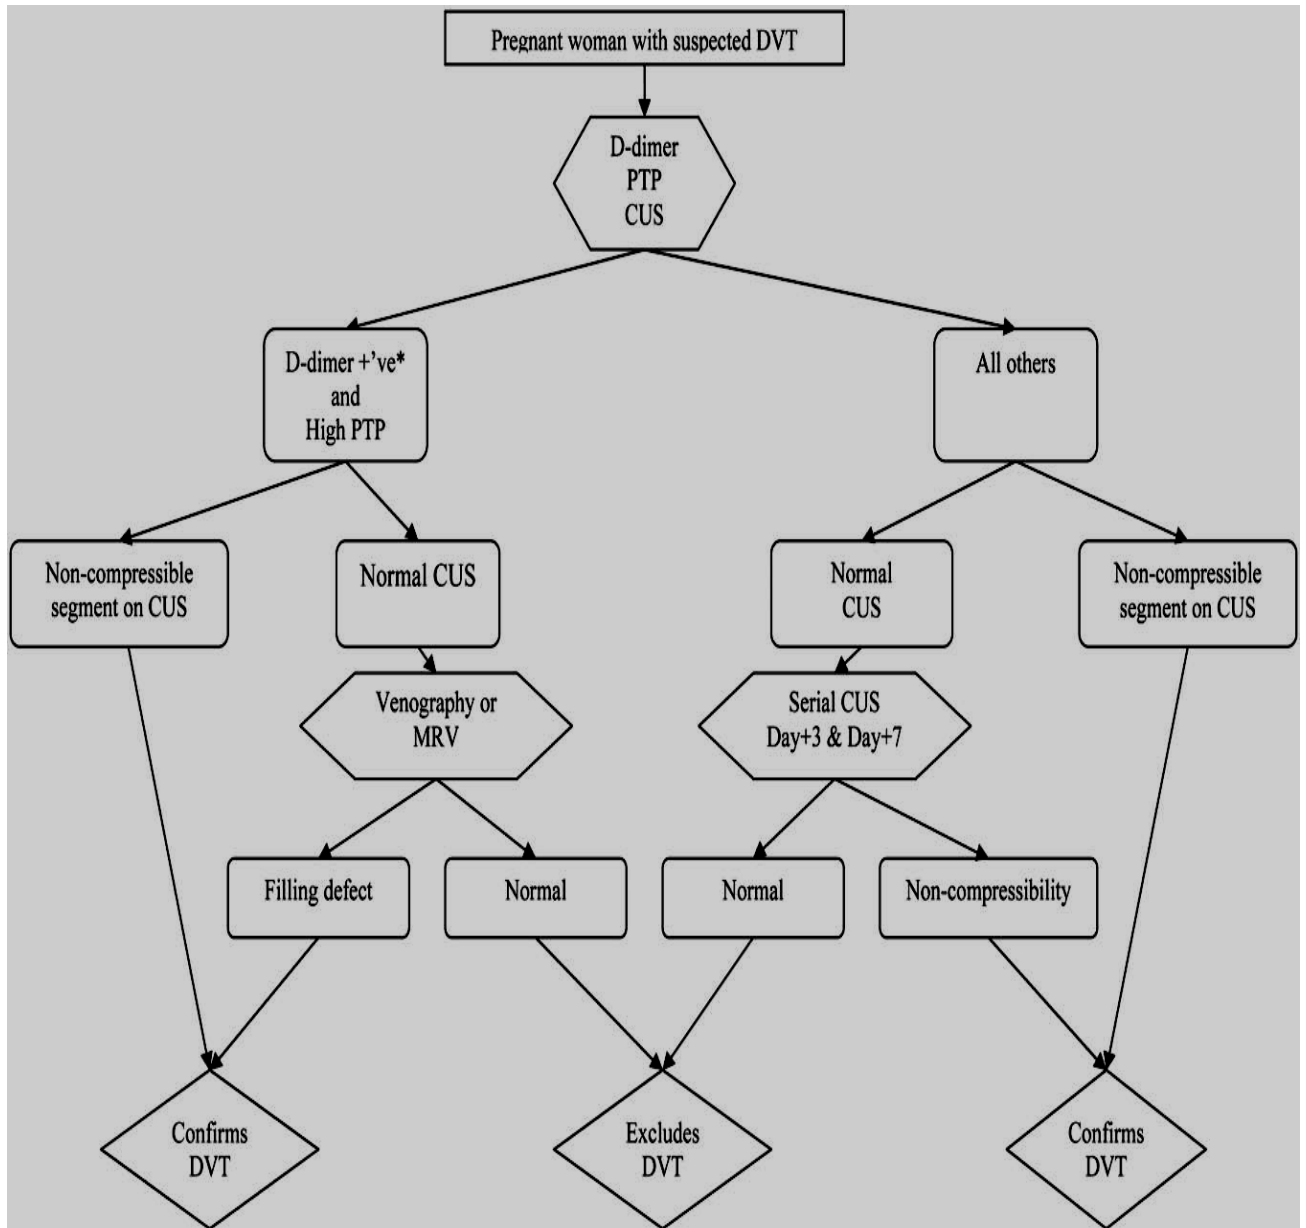 Pregnant woman with suspected DVT
D-dimer
PTP
CUS
D-dimer +’ve*
and
High PTP
All others
Non-compressible
segment on CUS
Normal CUS
Normal
CUS
Non-compressible
segment on CUS
Venography or
MRV
Serial CUS
Day+3 & Day+7
Filling defect
Normal
Normal
Non-compressibility
Confirms
DVT
Excludes
DVT
Confirms
DVT